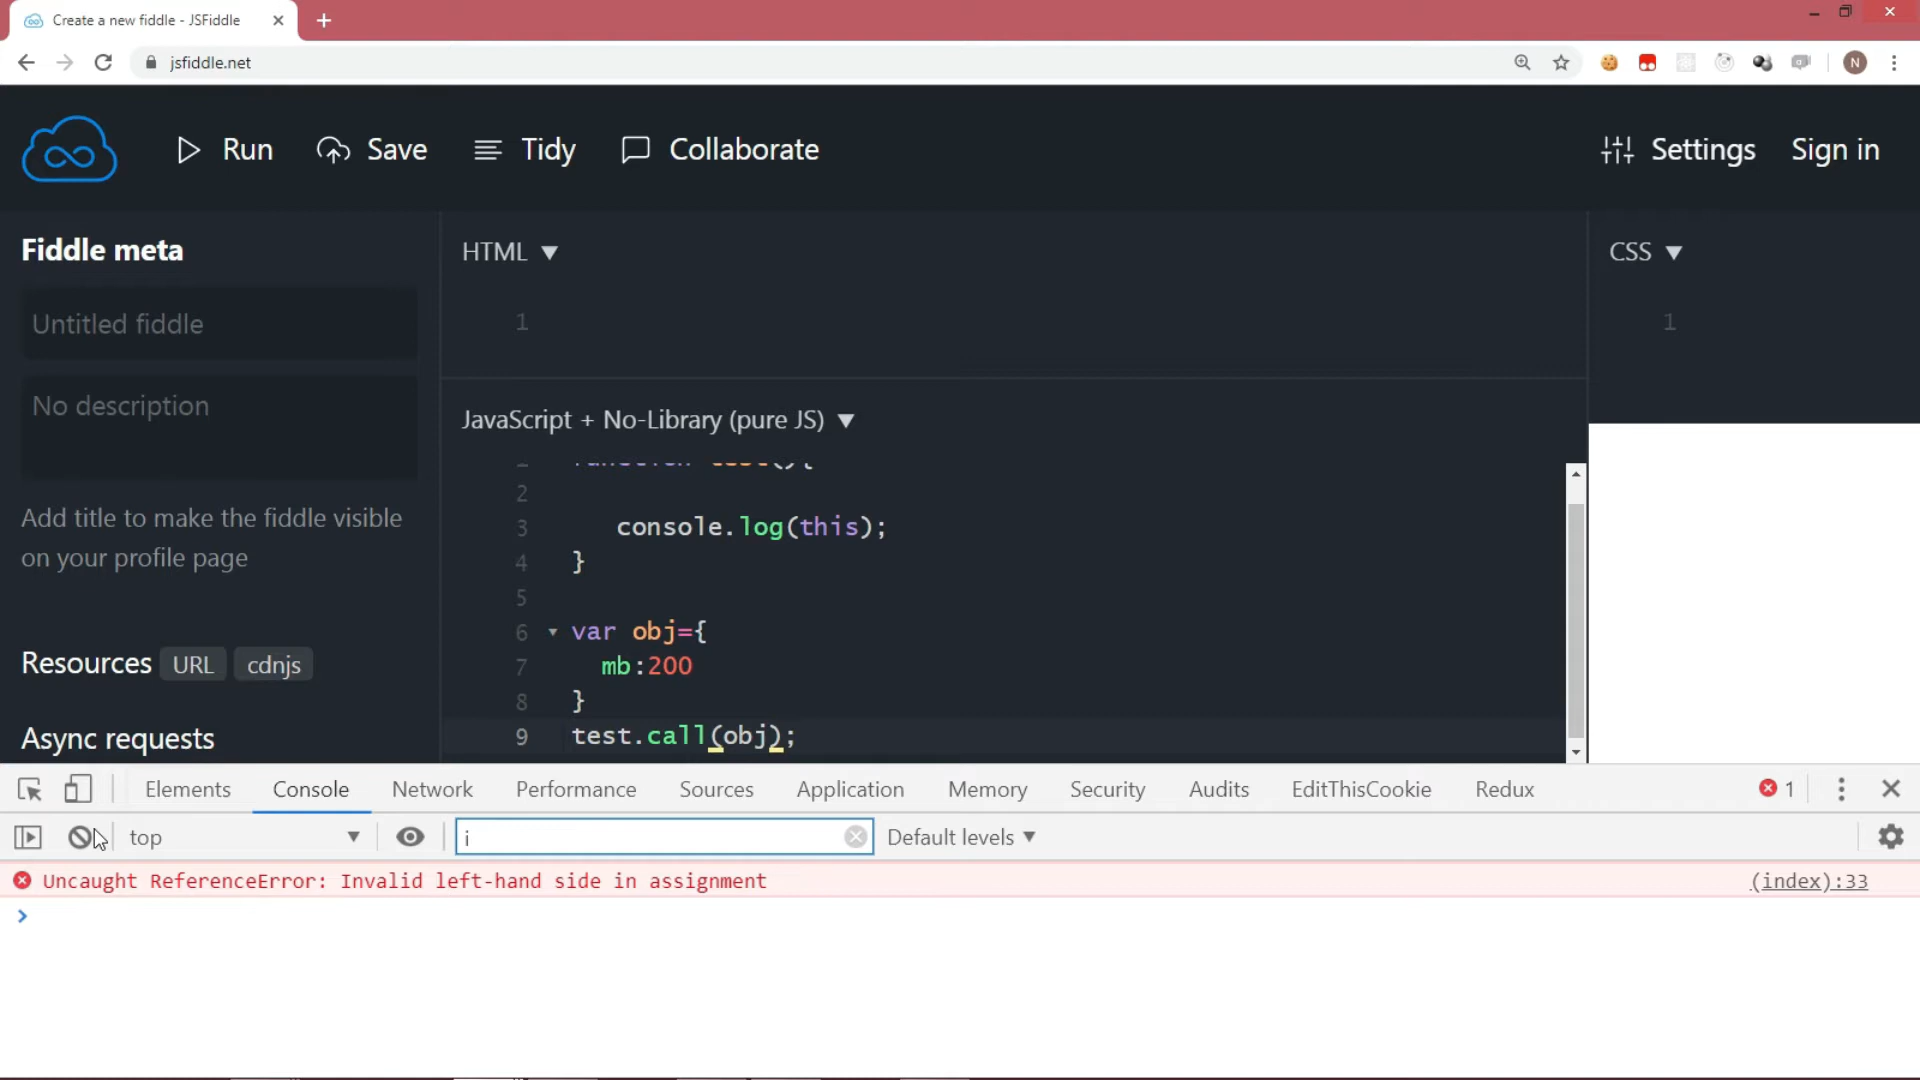 Create a new fiddle - JSFiddle
jsfiddle.net
N
Run
Save
Tidy
Collaborate
Settings
Sign in
Fiddle meta
Untitled fiddle
No description
Add title to make the fiddle visible
on your profile page
Resources URL cdnjs
Async requests
HTML
1
CSS
1
JavaScript + No-Library (pure JS)
function test(){
2
3 console.log(this);
4 }
5
6 var obj={
7 mb:200
8 }
9 test.call(obj);
Elements Console Network Performance Sources Application Memory Security Audits EditThisCookie Redux 1
top i Default levels
Uncaught ReferenceError: Invalid left-hand side in assignment (index):33